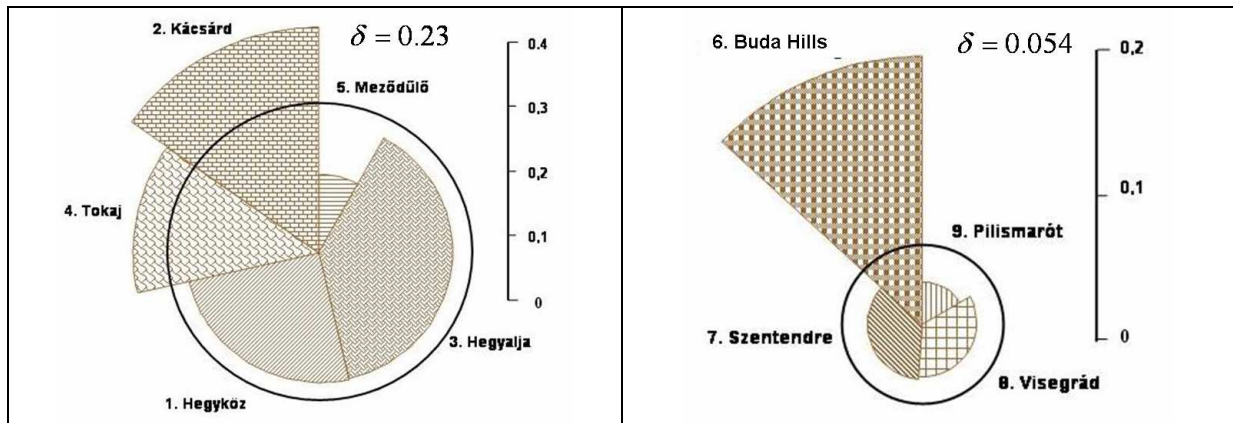 2. Kácsárd
δ = 0.23
0.4
5. Meződűlő
0,3
0,2
4. Tokaj
0,1
0
3. Hegyalja
1. Hegyköz
6. Buda Hills
δ = 0.054
0,2
9. Pilismarót
0,1
7. Szentendre
0
8. Visegrád